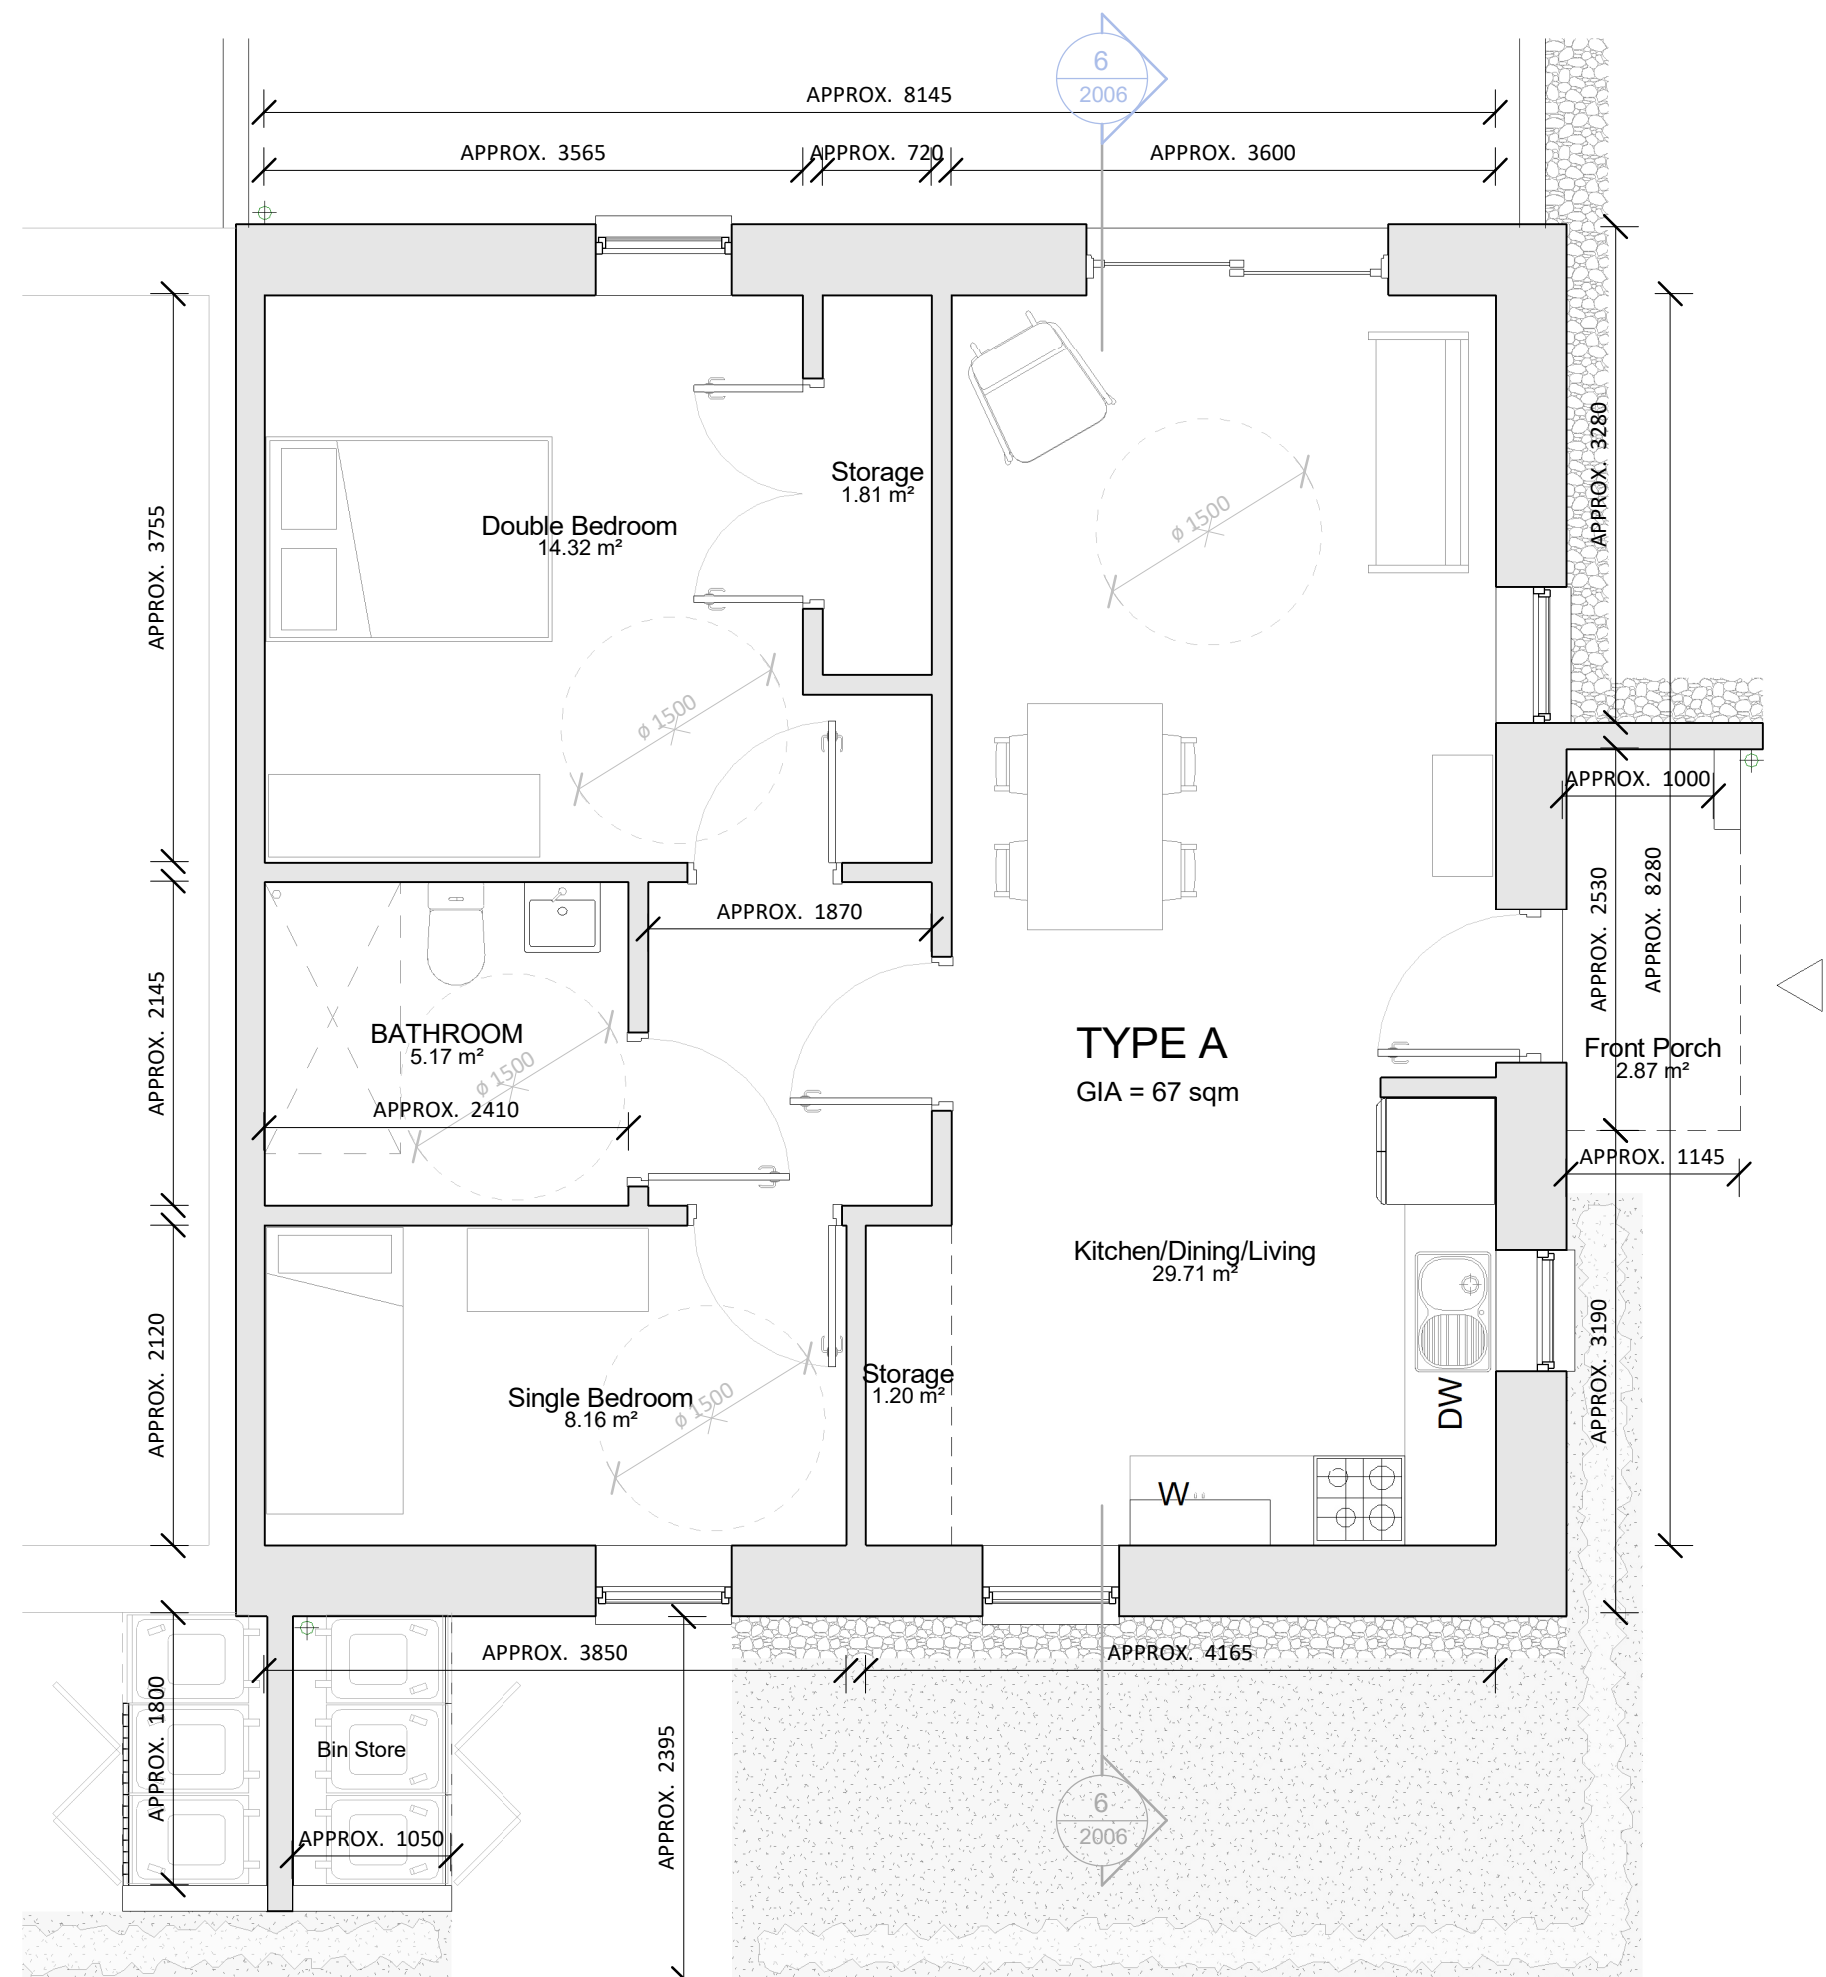 6
2006
APPROX. 8145
APPROX. 3565
APPROX. 720
APPROX. 3600
APPROX. 3755
APPROX. 3280
Storage
1.81 m²
Double Bedroom
14.32 m²
ø 1500
ø 1500
APPROX. 1000
APPROX. 2530
APPROX. 8280
APPROX. 1870
APPROX. 2145
BATHROOM
5.17 m²
ø 1500
APPROX. 2410
TYPE A
GIA = 67 sqm
Front Porch
2.87 m²
APPROX. 1145
Kitchen/Dining/Living
29.71 m²
APPROX. 2120
Single Bedroom
8.16 m²
ø 1500
Storage
1.20 m²
DW
W
APPROX. 3190
APPROX. 3850
APPROX. 4165
APPROX. 1800
Bin Store
APPROX. 1050
APPROX. 2395
6
2006